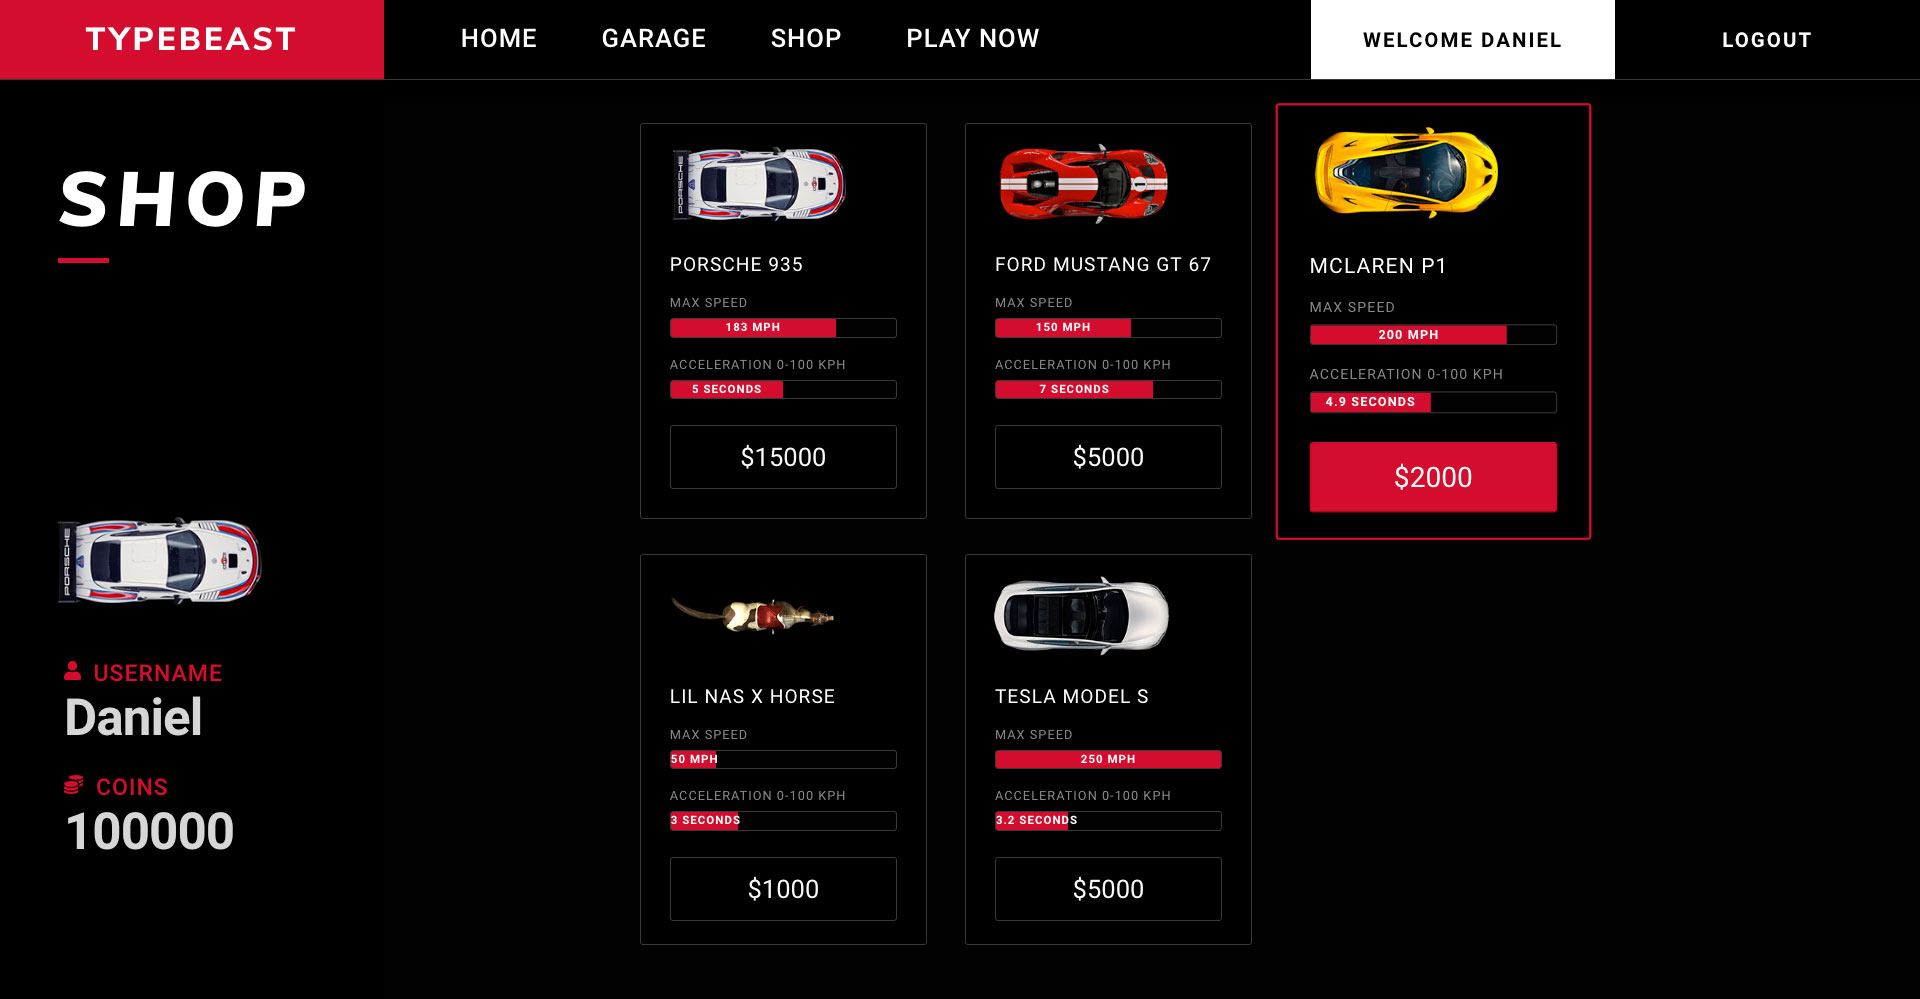 TYPEBEAST
HOME GARAGE SHOP PLAY NOW
WELCOME DANIEL
LOGOUT
SHOP
PORSCHE
USERNAME
Daniel
COINS
100000
PORSCHE
PORSCHE 935
MAX SPEED
183 MPH
ACCELERATION 0-100 KPH
5 SECONDS
$15000
1
FORD MUSTANG GT 67
MAX SPEED
150 MPH
ACCELERATION 0-100 KPH
7 SECONDS
$5000
MCLAREN P1
MAX SPEED
200 MPH
ACCELERATION 0-100 KPH
4.9 SECONDS
$2000
LIL NAS X HORSE
MAX SPEED
50 MPH
ACCELERATION 0-100 KPH
3 SECONDS
$1000
TESLA MODEL S
MAX SPEED
250 MPH
ACCELERATION 0-100 KPH
3.2 SECONDS
$5000